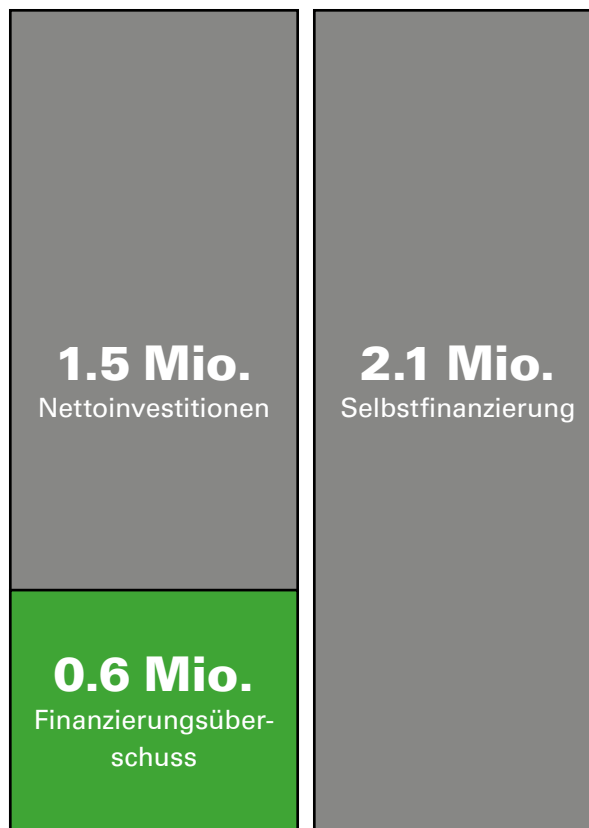 1.5 Mio.
Nettoinvestitionen
2.1 Mio.
Selbstfinanzierung
0.6 Mio.
Finanzierungsüber-
schuss